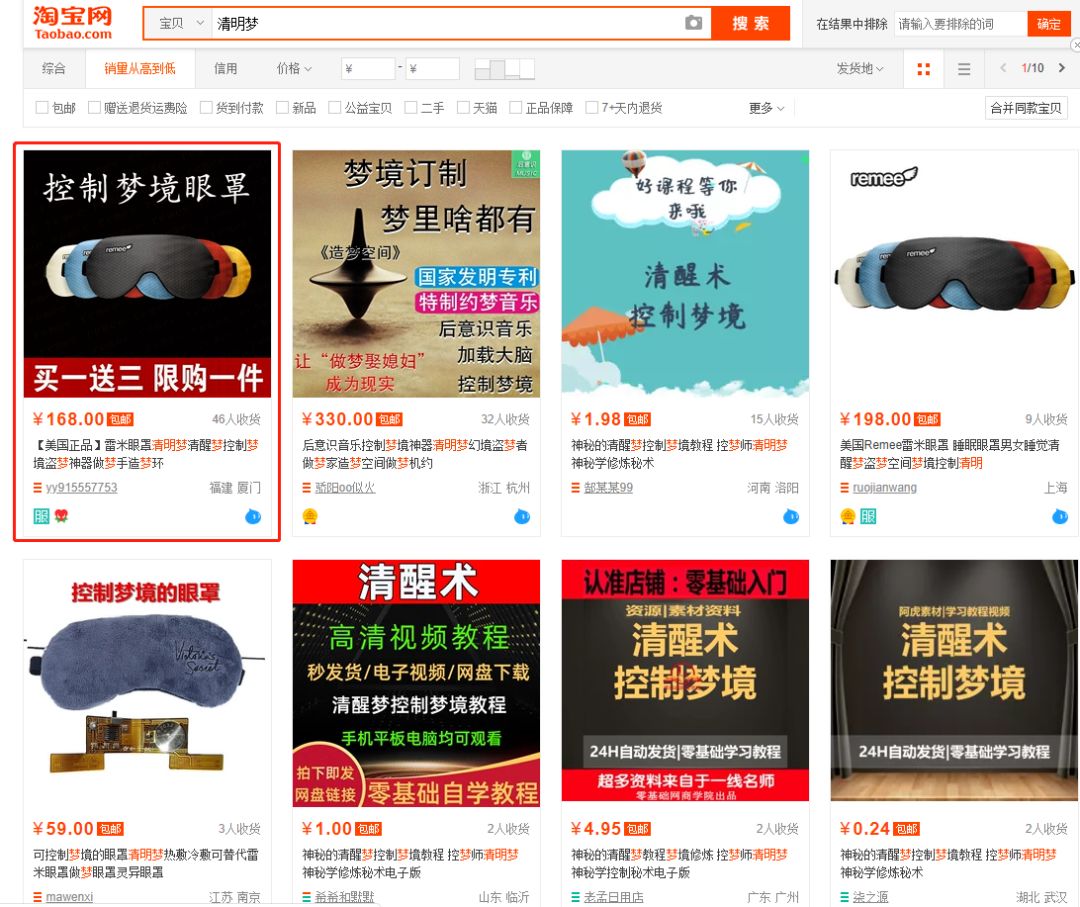 淘宝网
Taobao.com
宝贝
清明梦
搜索
在结果中排除
请输入要排除的词
确定
综合
销量从高到低
信用
价格
¥
-
¥
发货地
1/10
包邮
赠送退货运费险
货到付款
新品
公益宝贝
二手
天猫
正品保障
7+天内退货
更多
合并同款宝贝
控制梦境眼罩
remee
买一送三 限购一件
¥168.00
包邮
46人收货
【美国正品】雷米眼罩清明梦清醒梦控制梦
境盗梦神器做梦手造梦环
yy915557753
福建 厦门
服
梦境订制
梦里啥都有
《造梦空间》
国家发明专利
特制约梦音乐
后意识音乐
加载大脑
控制梦境
让“做梦娶媳妇”
成为现实
后意识
MUSIC
¥330.00
包邮
32人收货
后意识音乐控制梦境神器清明梦幻境盗梦者
做梦家造梦空间做梦机约
骄阳oo似火
浙江 杭州
好课程等你
来哦
清醒术
控制梦境
¥1.98
包邮
15人收货
神秘的清醒梦控制梦境教程 控梦师清明梦
神秘学修炼秘术
郜某某99
河南 洛阳
remee
remee
¥198.00
包邮
9人收货
美国Remee雷米眼罩 睡眠眼罩男女睡觉清
醒梦盗梦空间梦境控制清明
ruojianwang
上海
服
控制梦境的眼罩
Victoria's
Secret
¥59.00
包邮
3人收货
可控制梦境的眼罩清明梦热敷冷敷可替代雷
米眼罩做梦眼罩灵异眼罩
mawenxi
江苏 南京
清醒术
高清视频教程
秒发货/电子视频/网盘下载
清醒梦控制梦境教程
手机平板电脑均可观看
拍下即发
网盘链接
零基础自学教程
¥1.00
包邮
2人收货
神秘的清醒梦控制梦境教程 控梦师清明梦
神秘学修炼秘术电子版
希希和默默
山东 临沂
认准店铺：零基础入门
资源|素材资料
清醒术
控制梦境
24H自动发货|零基础学习教程
超多资料来自于一线名师
零基础网商学院出品
¥4.95
包邮
2人收货
神秘的清醒梦教程梦境修炼 控梦师清明梦
神秘学控制秘术电子版
老孟日用店
广东 广州
阿虎素材|学习教程视频
清醒术
控制梦境
24H自动发货|零基础学习教程
¥0.24
包邮
2人收货
神秘的清醒梦控制梦境教程 控梦师清明梦
神秘学修炼秘术
柒之源
湖北 武汉